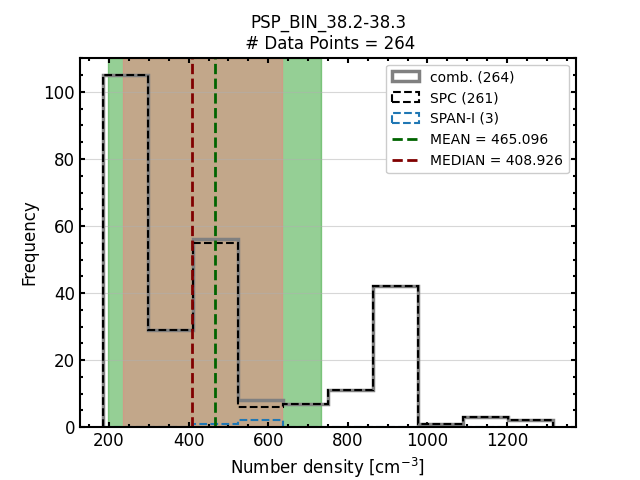 PSP_BIN_38.2-38.3
# Data Points = 264
comb. (264)
SPC (261)
SPAN-I (3)
MEAN = 465.096
MEDIAN = 408.926
Frequency
100
80
60
40
20
0
200 400 600 800 1000 1200
Number density [cm⁻³]